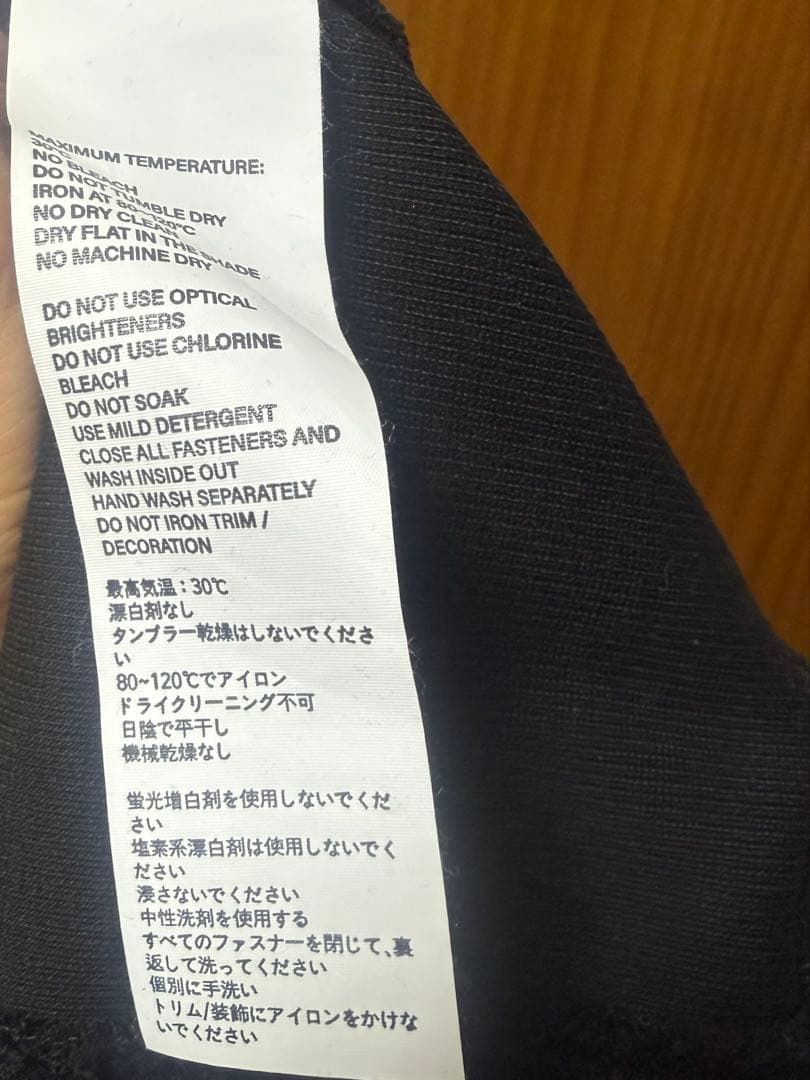 MAXIMUM TEMPERATURE:
30°C
NO BLEACH
DO NOT TUMBLE DRY
IRON AT 80~120°C
NO DRY CLEAN
DRY FLAT IN THE SHADE
NO MACHINE DRY
DO NOT USE OPTICAL
BRIGHTENERS
DO NOT USE CHLORINE
BLEACH
DO NOT SOAK
USE MILD DETERGENT
CLOSE ALL FASTENERS AND
WASH INSIDE OUT
HAND WASH SEPARATELY
DO NOT IRON TRIM /
DECORATION
最高気温：30℃
漂白剤なし
タンブラー乾燥はしないでくださ
い
80~120℃でアイロン
ドライクリーニング不可
日陰で平干し
機械乾燥なし
蛍光増白剤を使用しないでくだ
さい
塩素系漂白剤は使用しないでく
ださい
浸さないでください
中性洗剤を使用する
すべてのファスナーを閉じて、裏
返して洗ってください
個別に手洗い
トリム/装飾にアイロンをかけな
いでください